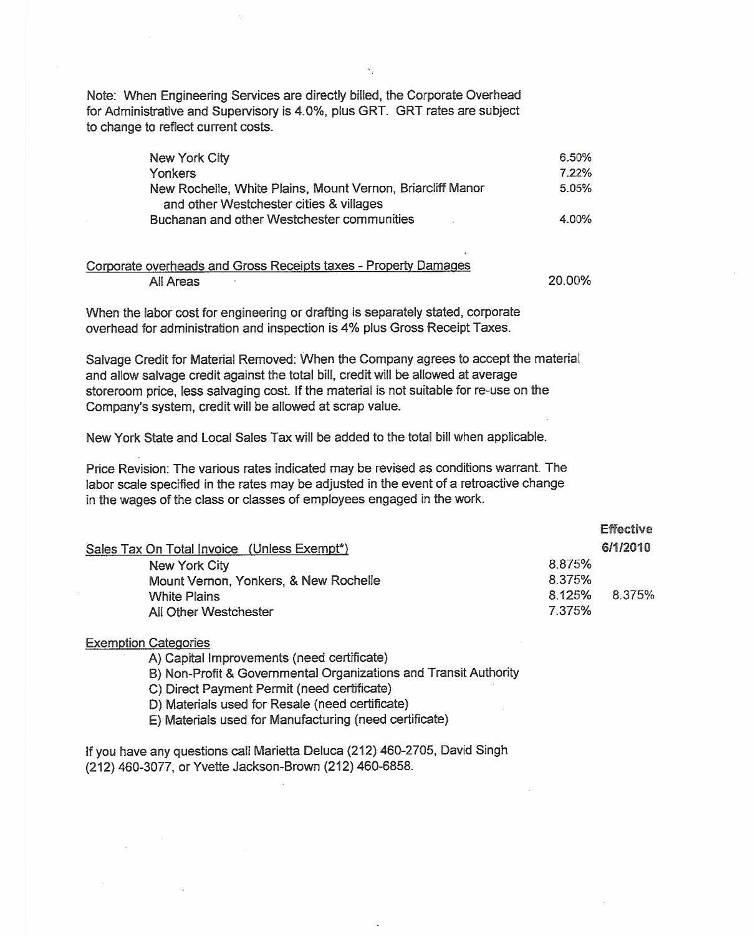 Note: When Engineering Services are directly billed, the Corporate Overhead
for Administrative and Supervisory is 4.0%, plus GRT. GRT rates are subject
to change to reflect current costs.
New York City 6.50%
Yonkers 7.22%
New Rochelle, White Plains, Mount Vernon, Briarcliff Manor 5.05%
and other Westchester cities & villages
Buchanan and other Westchester communities 4.00%
Corporate overheads and Gross Receipts taxes - Property Damages
All Areas 20.00%
When the labor cost for engineering or drafting is separately stated, corporate
overhead for administration and inspection is 4% plus Gross Receipt Taxes.
Salvage Credit for Material Removed: When the Company agrees to accept the material
and allow salvage credit against the total bill, credit will be allowed at average
storeroom price, less salvaging cost. If the material is not suitable for re-use on the
Company's system, credit will be allowed at scrap value.
New York State and Local Sales Tax will be added to the total bill when applicable.
Price Revision: The various rates indicated may be revised as conditions warrant. The
labor scale specified in the rates may be adjusted in the event of a retroactive change
in the wages of the class or classes of employees engaged in the work.
Effective
Sales Tax On Total Invoice (Unless Exempt*) 6/1/2010
New York City 8.875%
Mount Vernon, Yonkers, & New Rochelle 8.375%
White Plains 8.125% 8.375%
All Other Westchester 7.375%
Exemption Categories
A) Capital Improvements (need certificate)
B) Non-Profit & Governmental Organizations and Transit Authority
C) Direct Payment Permit (need certificate)
D) Materials used for Resale (need certificate)
E) Materials used for Manufacturing (need certificate)
If you have any questions call Marietta Deluca (212) 460-2705, David Singh
(212) 460-3077, or Yvette Jackson-Brown (212) 460-6858.